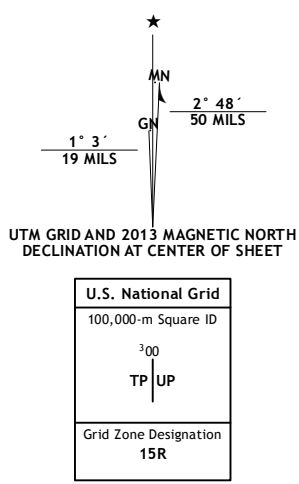 ★
MN
GN
2° 48´
50 MILS
1° 3´
19 MILS
UTM GRID AND 2013 MAGNETIC NORTH
DECLINATION AT CENTER OF SHEET
U.S. National Grid
100,000-m Square ID
³00
TP UP
Grid Zone Designation
15R